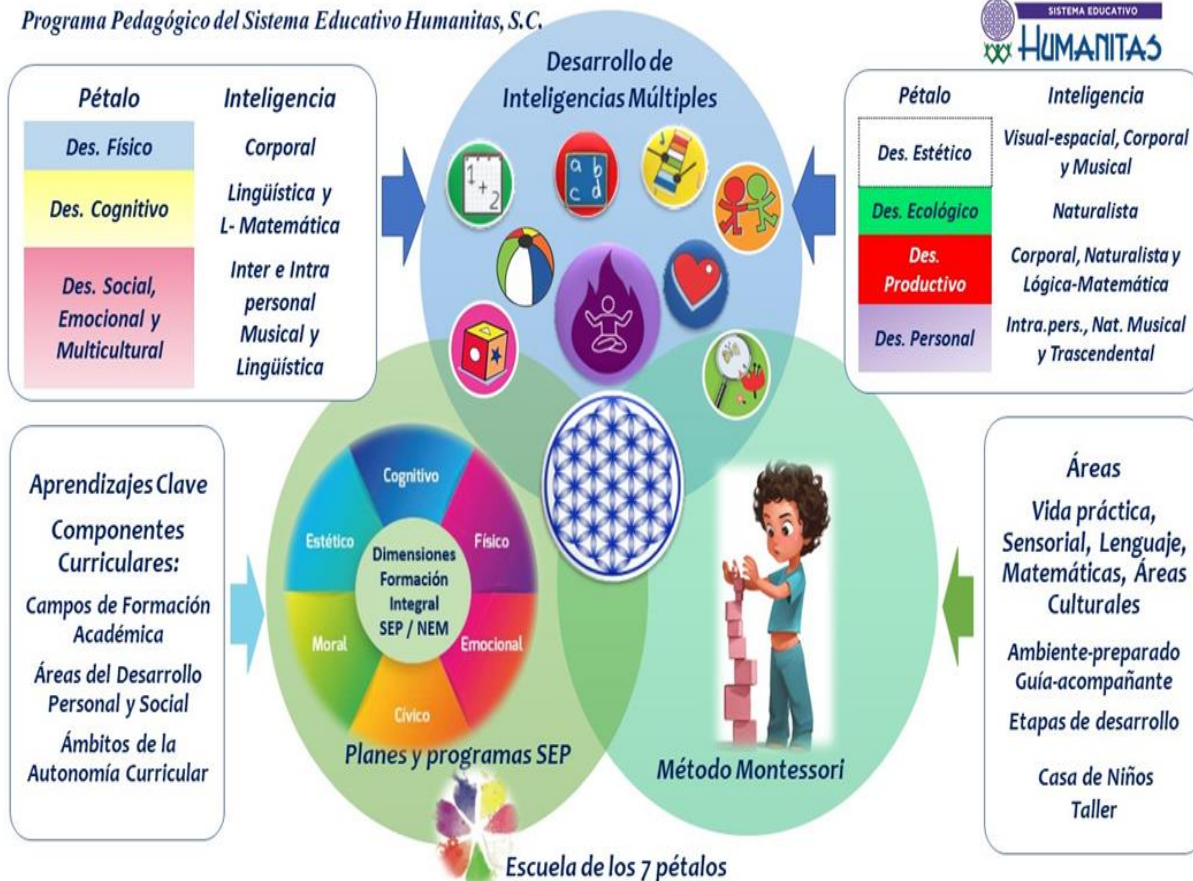 Programa Pedagógico del Sistema Educativo Humanitas, S.C.
SISTEMA EDUCATIVO
HUMANITAS
Pétalo Inteligencia
Des. Físico Corporal
Des. Cognitivo Lingüística y
L- Matemática
Des. Social,
Emocional y
Multicultural
Inter e Intra
personal
Musical y
Lingüística
Desarrollo de
Inteligencias Múltiples
1
+ 2
a b
c d
Pétalo Inteligencia
Des. Estético
Visual-espacial, Corporal
y Musical
Des. Ecológico Naturalista
Des.
Productivo
Corporal, Naturalista y
Lógica-Matemática
Des. Personal
Intra.pers., Nat. Musical
y Trascendental
Aprendizajes Clave
Componentes
Curriculares:
Campos de Formación
Académica
Áreas del Desarrollo
Personal y Social
Ámbitos de la
Autonomía Curricular
Cognitivo
Estético
Físico
Dimensiones
Formación
Integral
SEP / NEM
Moral
Emocional
Cívico
Planes y programas SEP
Método Montessori
Áreas
Vida práctica,
Sensorial, Lenguaje,
Matemáticas, Áreas
Culturales
Ambiente-preparado
Guía-acompañante
Etapas de desarrollo
Casa de Niños
Taller
Escuela de los 7 pétalos